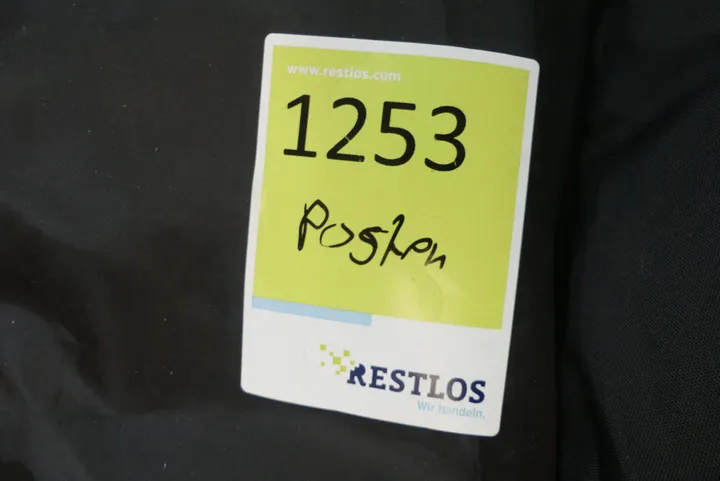 www.restlos.com
1253
Posten
RESTLOS
Wir handeln.